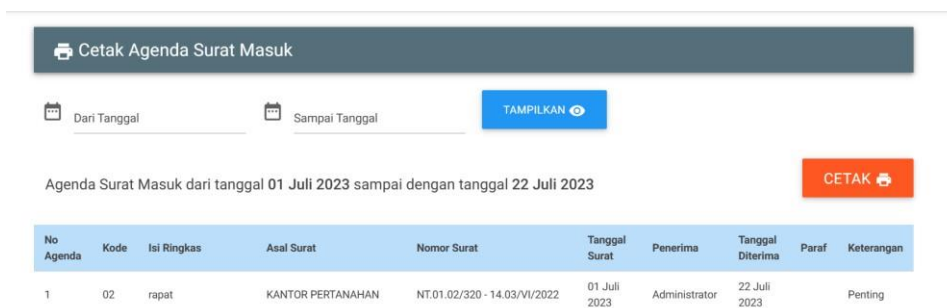 Cetak Agenda Surat Masuk
Dari Tanggal Sampai Tanggal TAMPILKAN
Agenda Surat Masuk dari tanggal 01 Juli 2023 sampai dengan tanggal 22 Juli 2023 CETAK
No Agenda Kode Isi Ringkas Asal Surat Nomor Surat Tanggal Surat Penerima Tanggal Diterima Paraf Keterangan
1 02 rapat KANTOR PERTANAHAN NT.01.02/320 - 14.03/VI/2022 01 Juli 2023 Administrator 22 Juli 2023 Penting